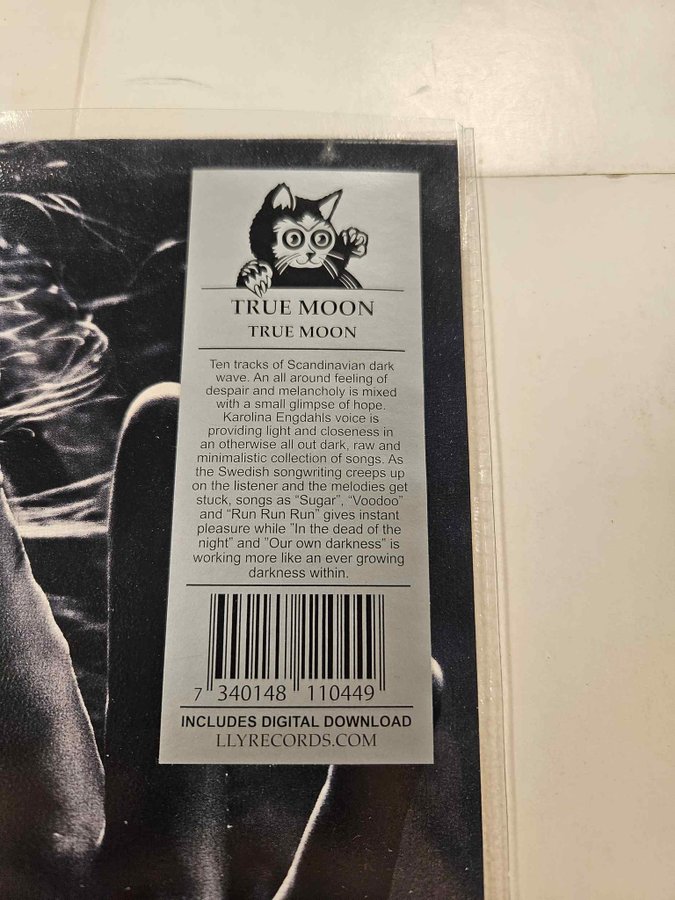 TRUE MOON
TRUE MOON
Ten tracks of Scandinavian dark
wave. An all around feeling of
despair and melancholy is mixed
with a small glimpse of hope.
Karolina Engdahls voice is
providing light and closeness in
an otherwise all out dark, raw and
minimalistic collection of songs. As
the Swedish songwriting creeps up
on the listener and the melodies get
stuck, songs as "Sugar", "Voodoo"
and "Run Run Run" gives instant
pleasure while "In the dead of the
night" and "Our own darkness" is
working more like an ever growing
darkness within.
7 340148 110449
INCLUDES DIGITAL DOWNLOAD
LLYRECORDS.COM